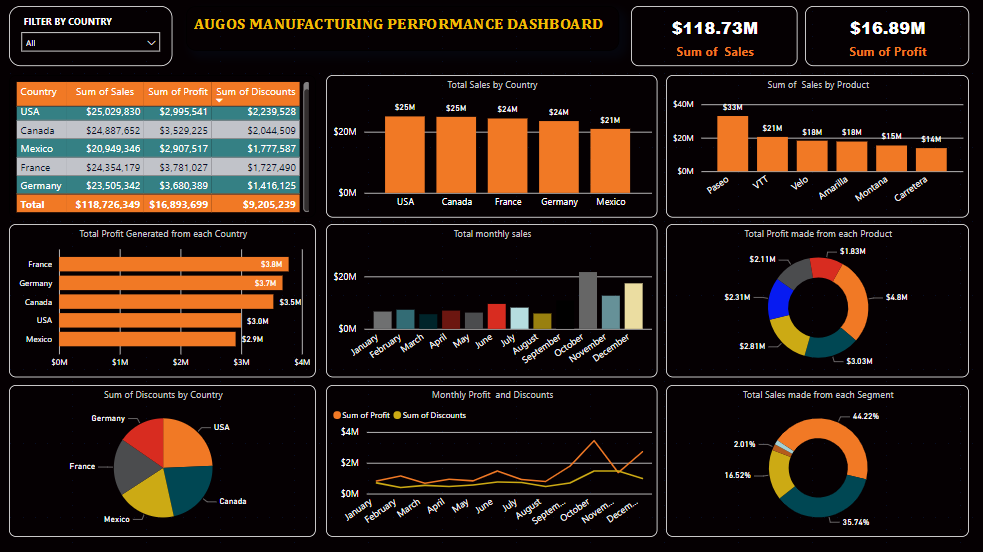 FILTER BY COUNTRY
All
AUGOS MANUFACTURING PERFORMANCE DASHBOARD
$118.73M
Sum of Sales
$16.89M
Sum of Profit
Country Sum of Sales Sum of Profit Sum of Discounts
USA $25,029,830 $2,995,541 $2,239,528
Canada $24,887,652 $3,529,225 $2,044,509
Mexico $20,949,346 $2,907,517 $1,777,587
France $24,354,179 $3,781,027 $1,727,490
Germany $23,505,342 $3,680,389 $1,416,125
Total $118,726,349 $16,893,699 $9,205,239
Total Sales by Country
$25M $25M $24M $24M $21M
$20M
$0M
USA Canada France Germany Mexico
Sum of Sales by Product
$40M
$33M $21M $18M $18M $15M $14M
$20M
$0M
Paseo VTT Velo Amarilla Montana Carretera
Total Profit Generated from each Country
France $3.8M
Germany $3.7M
Canada $3.5M
USA $3.0M
Mexico $2.9M
$0M $1M $2M $3M $4M
Total monthly sales
$20M
$0M
January February March April May June July August September October November December
Total Profit made from each Product
$1.83M
$2.11M
$4.8M
$2.31M
$2.81M
$3.03M
Sum of Discounts by Country
Germany
USA
France
Canada
Mexico
Monthly Profit and Discounts
Sum of Profit Sum of Discounts
$4M
$2M
$0M
January February March April May June July August Septem... October Novem... Decem...
Total Sales made from each Segment
44.22%
2.01%
16.52%
35.74%